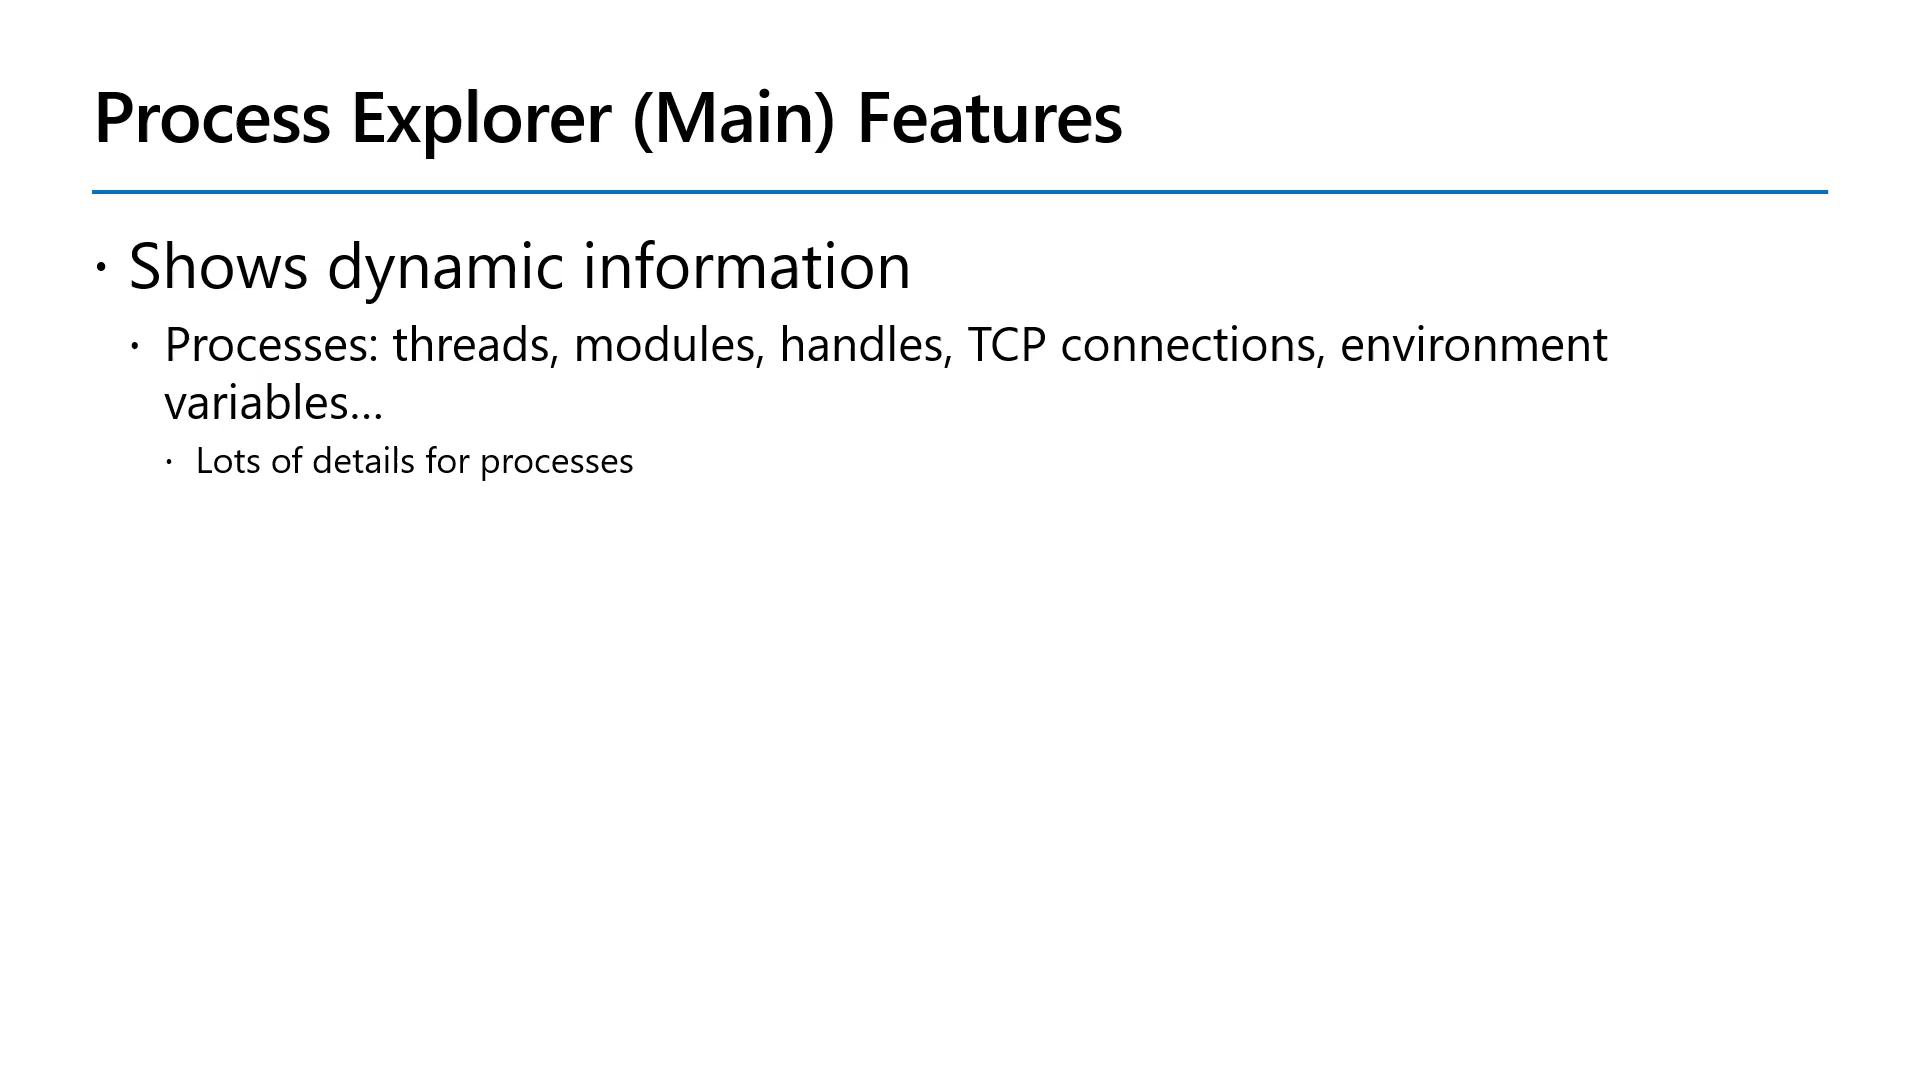 Process Explorer (Main) Features
· Shows dynamic information
· Processes: threads, modules, handles, TCP connections, environment
variables…
· Lots of details for processes